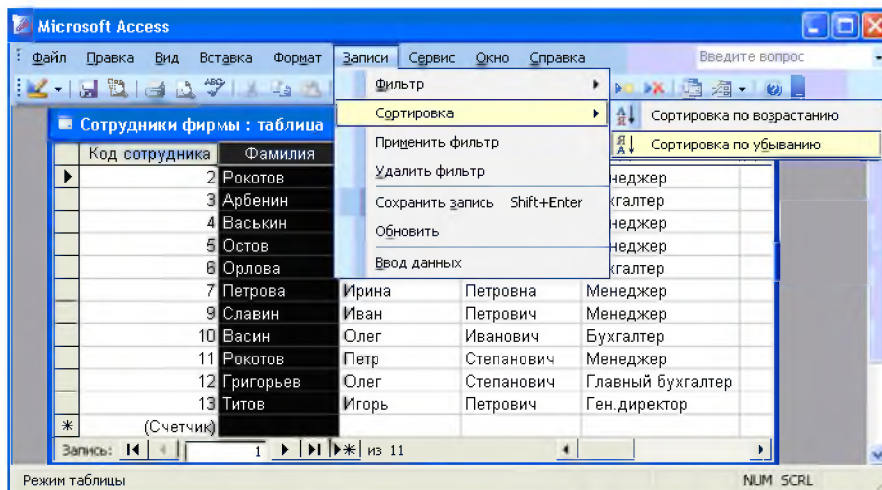 Microsoft Access
Файл Правка Вид Вставка Формат Записи Сервис Окно Справка Введите вопрос
Фильтр
Сортировка
Сортировка по возрастанию
Сортировка по убыванию
Применить фильтр
Удалить фильтр
Сохранить запись Shift+Enter
Обновить
Ввод данных
Сотрудники фирмы : таблица
Код сотрудника Фамилия
2 Рокотов неджер
3 Арбенин хгалтер
4 Васькин неджер
5 Остов неджер
6 Орлова хгалтер
7 Петрова Ирина Петровна Менеджер
9 Славин Иван Петрович Менеджер
10 Васин Олег Иванович Бухгалтер
11 Рокотов Петр Степанович Менеджер
12 Григорьев Олег Степанович Главный бухгалтер
13 Титов Игорь Петрович Ген.директор
(Счетчик)
Запись: 1 из 11
Режим таблицы NUM SCRL